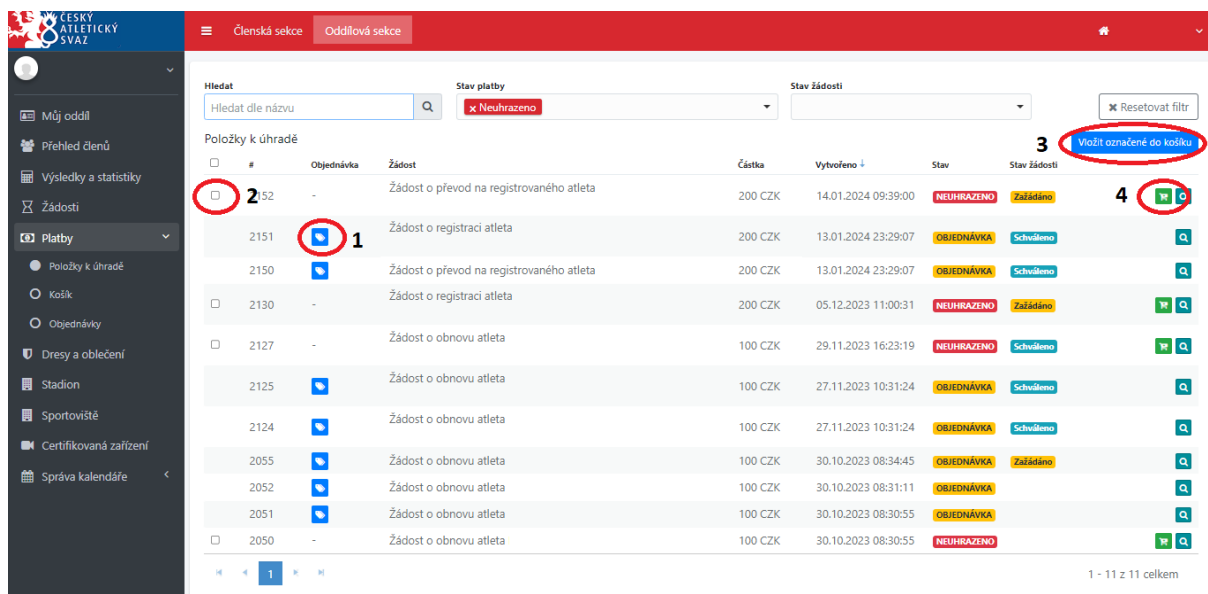 ČESKÝ
ATLETICKÝ
SVAZ
Členská sekce Oddílová sekce
Můj oddíl
Přehled členů
Výsledky a statistiky
Žádosti
Platby
Položky k úhradě
Košík
Objednávky
Dresy a oblečení
Stadion
Sportoviště
Certifikovaná zařízení
Správa kalendáře
Hledat Stav platby Stav žádosti
Hledat dle názvu × Neuhrazeno × Resetovat filtr
Položky k úhradě 3 Vložit označené do košíku
# Objednávka Žádost Částka Vytvořeno ↓ Stav Stav žádosti
2 152 - Žádost o převod na registrovaného atleta 200 CZK 14.01.2024 09:39:00 NEUHRAZENO Zažádáno 4
2151 1 Žádost o registraci atleta 200 CZK 13.01.2024 23:29:07 OBJEDNÁVKA Schváleno
2150 Žádost o převod na registrovaného atleta 200 CZK 13.01.2024 23:29:07 OBJEDNÁVKA Schváleno
2130 - Žádost o registraci atleta 200 CZK 05.12.2023 11:00:31 NEUHRAZENO Zažádáno
2127 - Žádost o obnovu atleta 100 CZK 29.11.2023 16:23:19 NEUHRAZENO Schváleno
2125 Žádost o obnovu atleta 100 CZK 27.11.2023 10:31:24 OBJEDNÁVKA Schváleno
2124 Žádost o obnovu atleta 100 CZK 27.11.2023 10:31:24 OBJEDNÁVKA Schváleno
2055 Žádost o obnovu atleta 100 CZK 30.10.2023 08:34:45 OBJEDNÁVKA Zažádáno
2052 Žádost o obnovu atleta 100 CZK 30.10.2023 08:31:11 OBJEDNÁVKA
2051 Žádost o obnovu atleta 100 CZK 30.10.2023 08:30:55 OBJEDNÁVKA
2050 - Žádost o obnovu atleta 100 CZK 30.10.2023 08:30:55 NEUHRAZENO
1 1 - 11 z 11 celkem